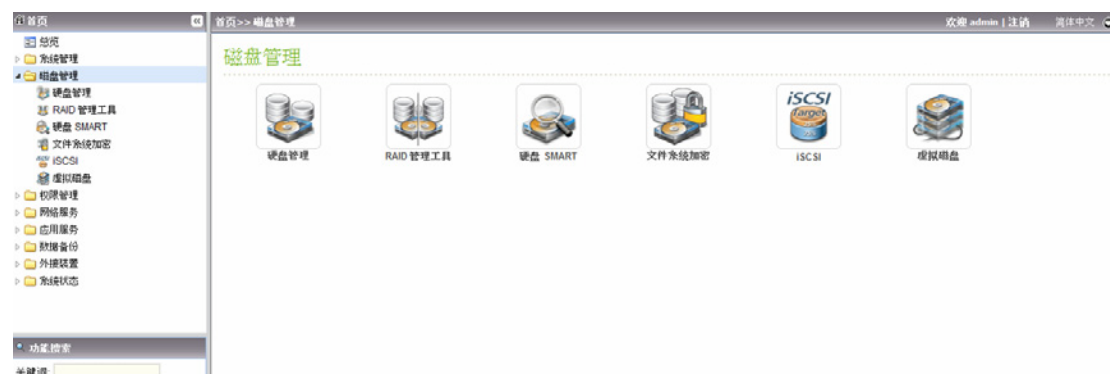 首页
首页>> 磁盘管理
欢迎 admin | 注销
简体中文
总览
系统管理
磁盘管理
硬盘管理
RAID 管理工具
硬盘 SMART
文件系统加密
iSCSI
虚拟磁盘
权限管理
网络服务
应用服务
数据备份
外接装置
系统状态
功能搜索
关键词:
磁盘管理
iSCSI
Target
硬盘管理
RAID 管理工具
硬盘 SMART
文件系统加密
iSCSI
虚拟磁盘